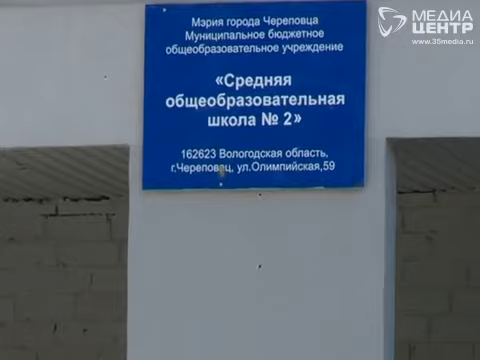 МЕДИА
ЦЕНТР
www.35media.ru
Мэрия города Череповца
Муниципальное бюджетное
общеобразовательное учреждение
«Средняя
общеобразовательная
школа № 2»
162623 Вологодская область,
г.Череповец, ул.Олимпийская,59